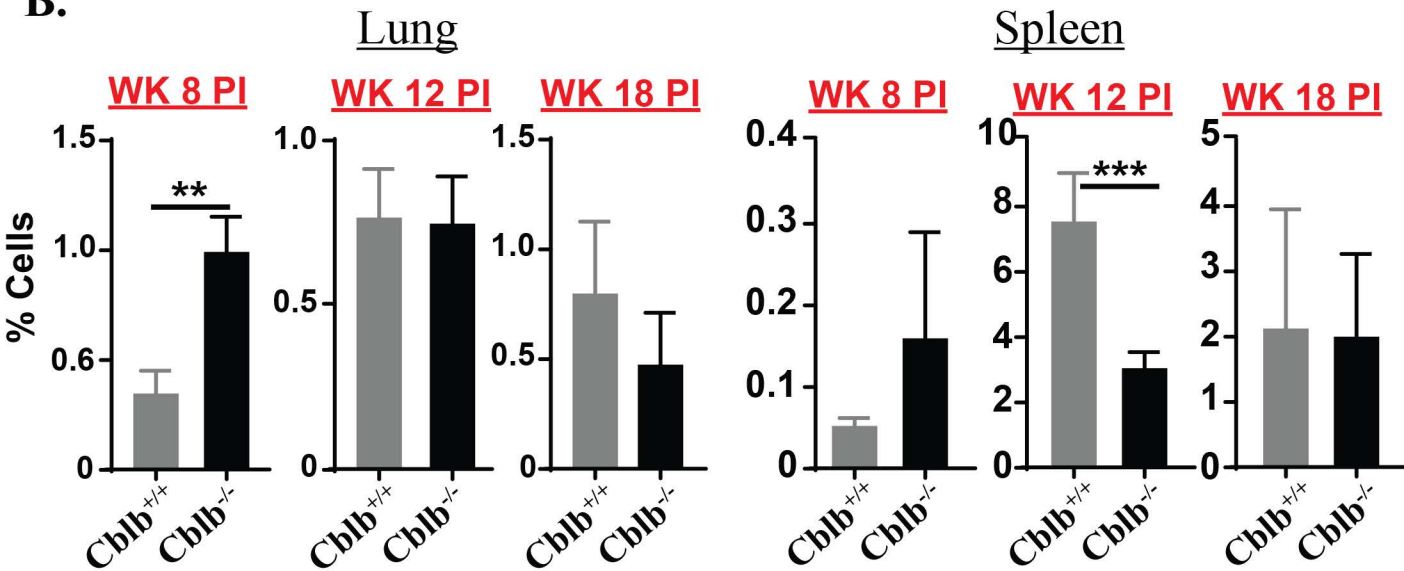 B.
Lung
Spleen
WK 8 PI
WK 12 PI
WK 18 PI
WK 8 PI
WK 12 PI
WK 18 PI
% Cells
1.5
1.0
0.6
0
**
Cblb+/+
Cblb-/-
1.0
0.5
0
Cblb+/+
Cblb-/-
1.5
1.0
0.5
0
Cblb+/+
Cblb-/-
0.4
0.3
0.2
0.1
0
Cblb+/+
Cblb-/-
10
8
6
4
2
0
***
Cblb+/+
Cblb-/-
5
4
3
2
1
0
Cblb+/+
Cblb-/-